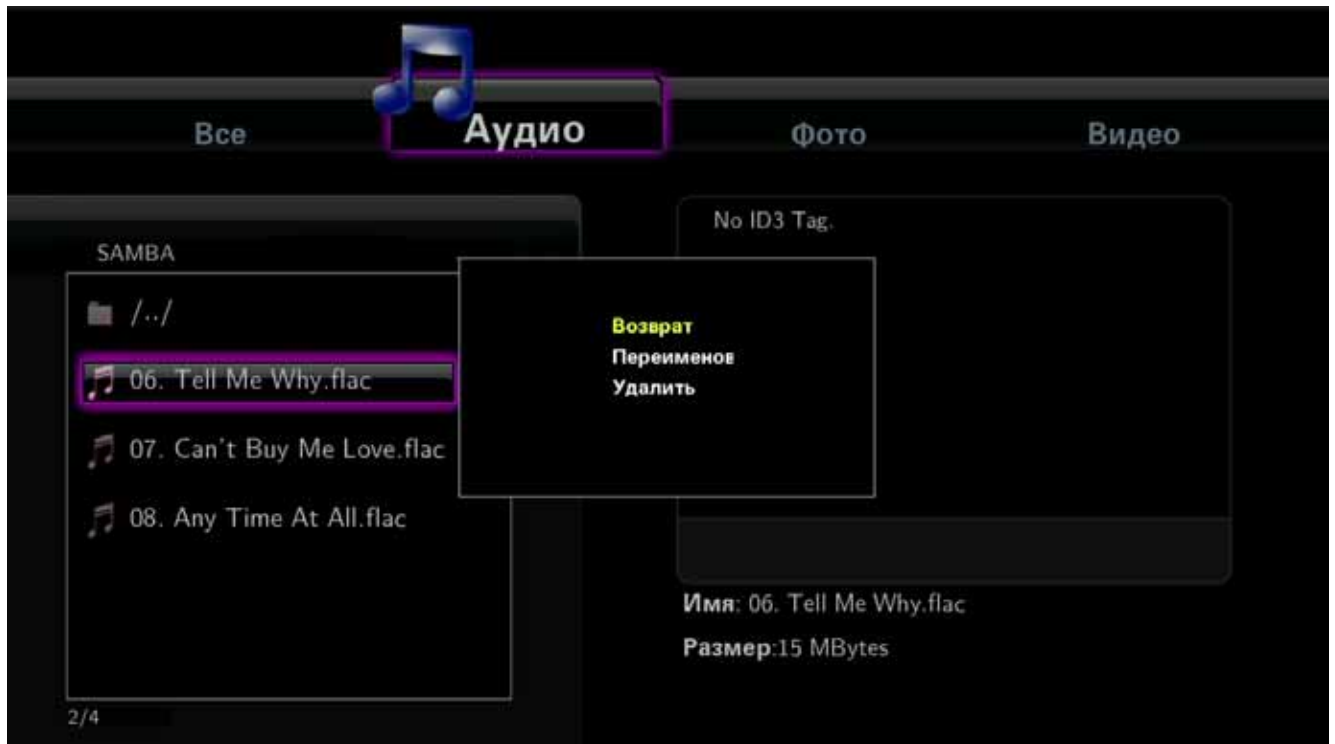 Все
Аудио
Фото
Видео
SAMBA
/../
06. Tell Me Why.flac
07. Can't Buy Me Love.flac
08. Any Time At All.flac
2/4
Возврат
Переименов
Удалить
No ID3 Tag.
Имя: 06. Tell Me Why.flac
Размер:15 MBytes